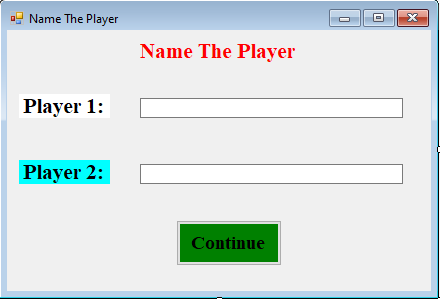 Name The Player
Name The Player
Player 1:
Player 2:
Continue